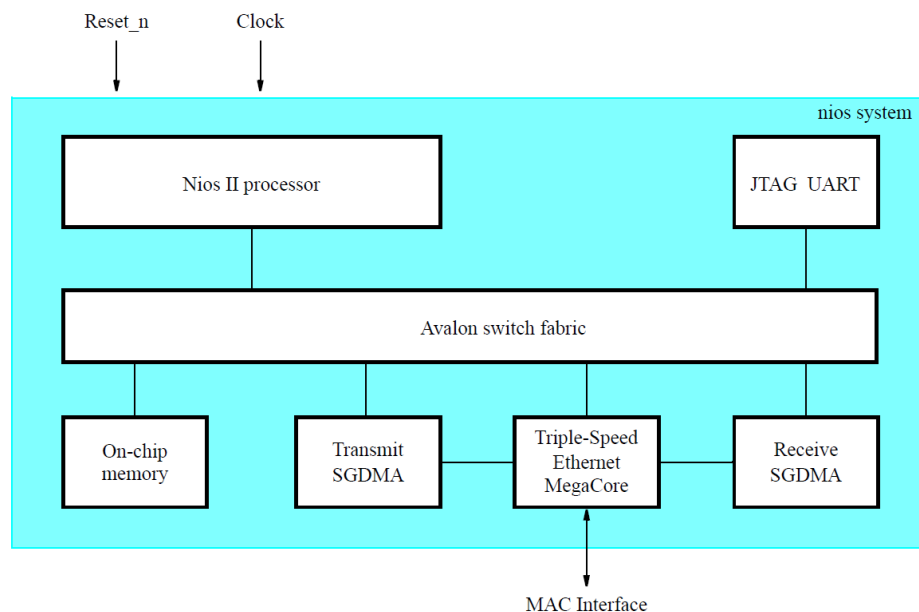 Reset_n
Clock
nios system
Nios II processor
JTAG UART
Avalon switch fabric
On-chip
memory
Transmit
SGDMA
Triple-Speed
Ethernet
MegaCore
Receive
SGDMA
MAC Interface